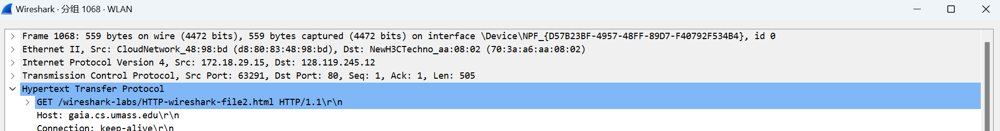 Wireshark · 分组 1068 · WLAN
Frame 1068: 559 bytes on wire (4472 bits), 559 bytes captured (4472 bits) on interface \Device\NPF_{D57B23BF-4957-48FF-89D7-F40792F534B4}, id 0
Ethernet II, Src: CloudNetwork_48:98:bd (d8:80:83:48:98:bd), Dst: NewH3CTechno_aa:08:02 (70:3a:a6:aa:08:02)
Internet Protocol Version 4, Src: 172.18.29.15, Dst: 128.119.245.12
Transmission Control Protocol, Src Port: 63291, Dst Port: 80, Seq: 1, Ack: 1, Len: 505
Hypertext Transfer Protocol
GET /wireshark-labs/HTTP-wireshark-file2.html HTTP/1.1\r\n
Host: gaia.cs.umass.edu\r\n
Connection: keep-alive\r\n